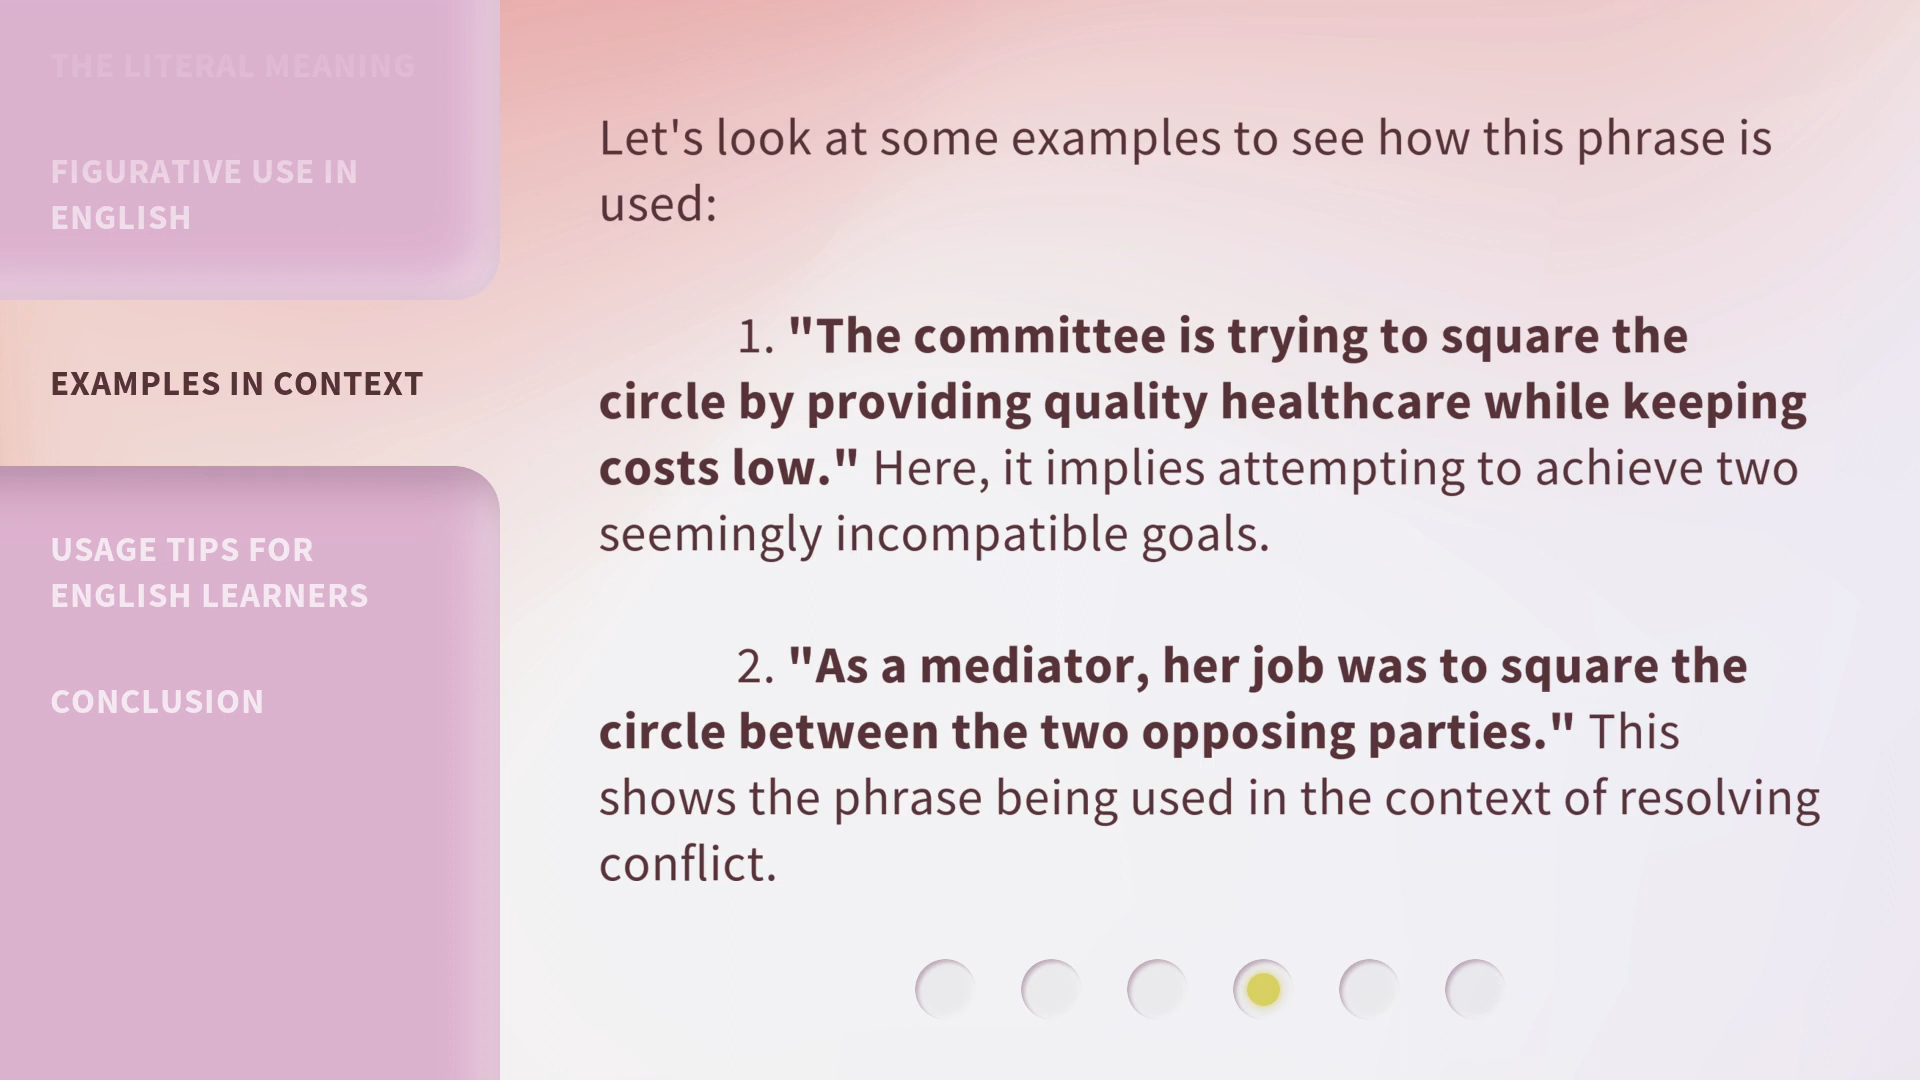 THE LITERAL MEANING
FIGURATIVE USE IN
ENGLISH
EXAMPLES IN CONTEXT
USAGE TIPS FOR
ENGLISH LEARNERS
CONCLUSION
Let's look at some examples to see how this phrase is
used:
1. "The committee is trying to square the
circle by providing quality healthcare while keeping
costs low." Here, it implies attempting to achieve two
seemingly incompatible goals.
2. "As a mediator, her job was to square the
circle between the two opposing parties." This
shows the phrase being used in the context of resolving
conflict.